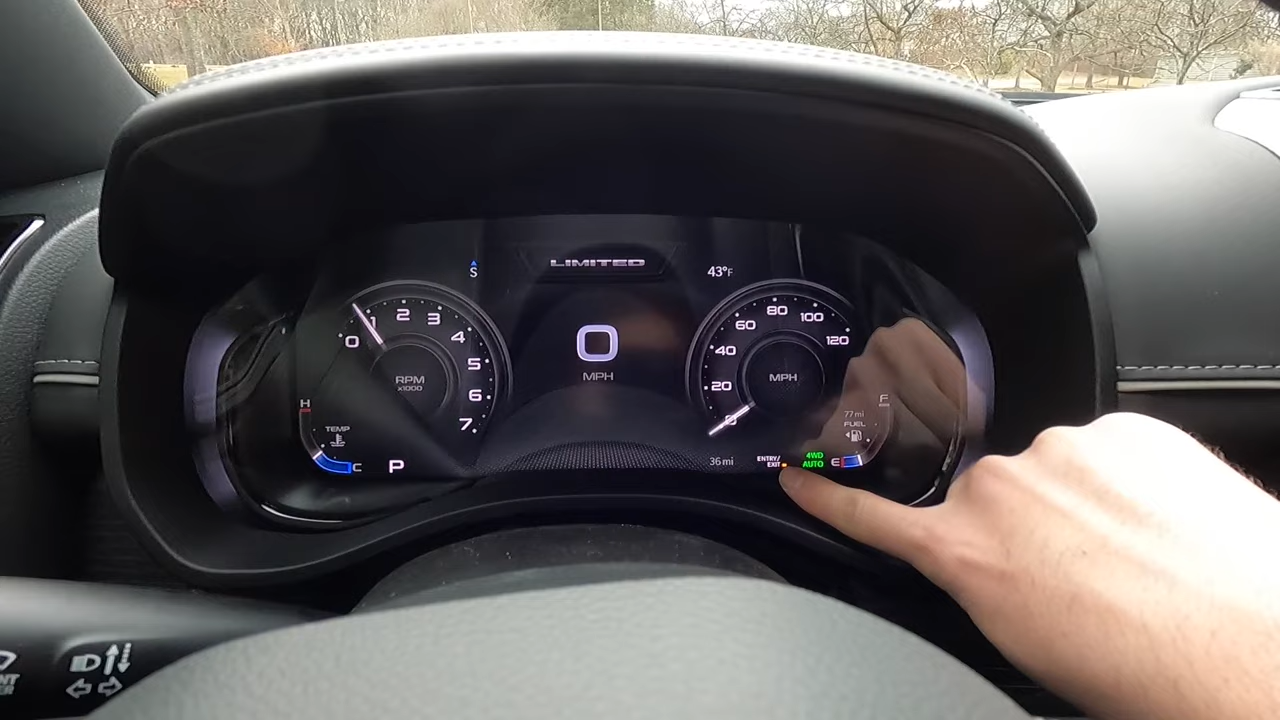 LIMITED
S
43°F
0
1
2
3
4
5
6
7
RPM
x1000
0
MPH
0
20
40
60
80
100
120
MPH
H
TEMP
C
P
36 mi
ENTRY/
EXIT
4WD
AUTO
77 mi
FUEL
F
E